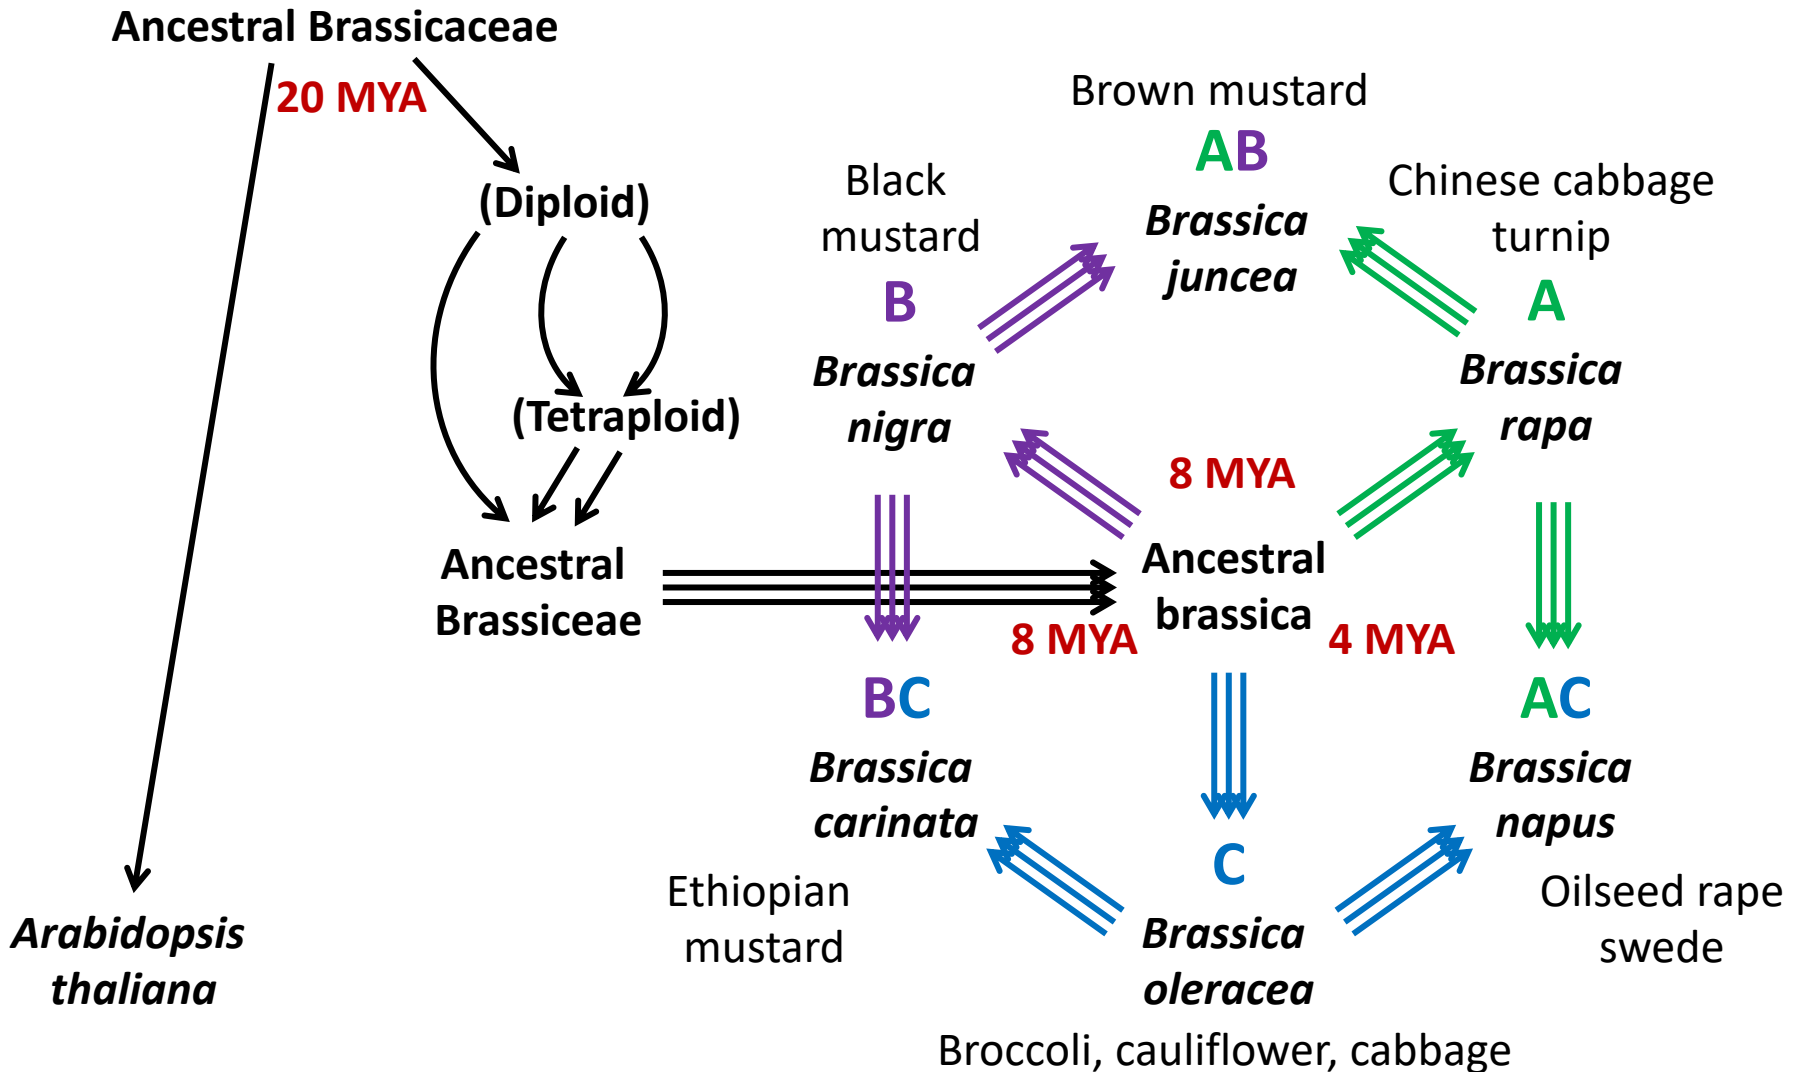 Ancestral Brassicaceae
20 MYA
(Diploid)
(Tetraploid)
Ancestral
Brassiceae
Arabidopsis
thaliana
Brown mustard
AB
Brassica
juncea
Black
mustard
B
Brassica
nigra
Chinese cabbage
turnip
A
Brassica
rapa
8 MYA
Ancestral
brassica
8 MYA
4 MYA
BC
Brassica
carinata
Ethiopian
mustard
AC
Brassica
napus
Oilseed rape
swede
C
Brassica
oleracea
Broccoli, cauliflower, cabbage